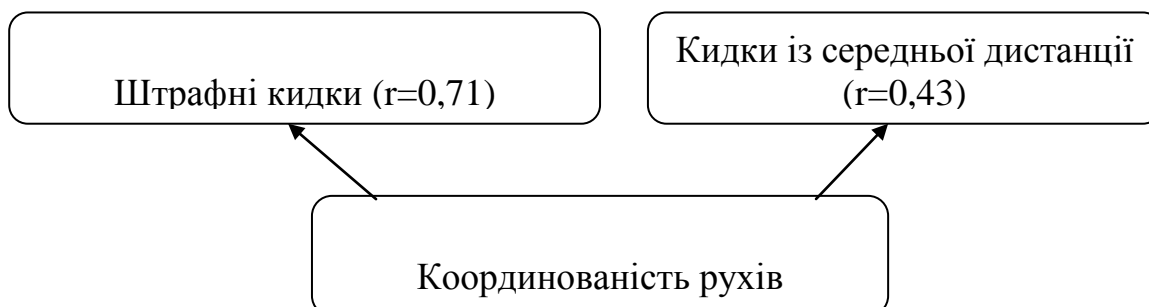 Штрафні кидки (r=0,71)
Кидки із середньої дистанції
(r=0,43)
Координованість рухів